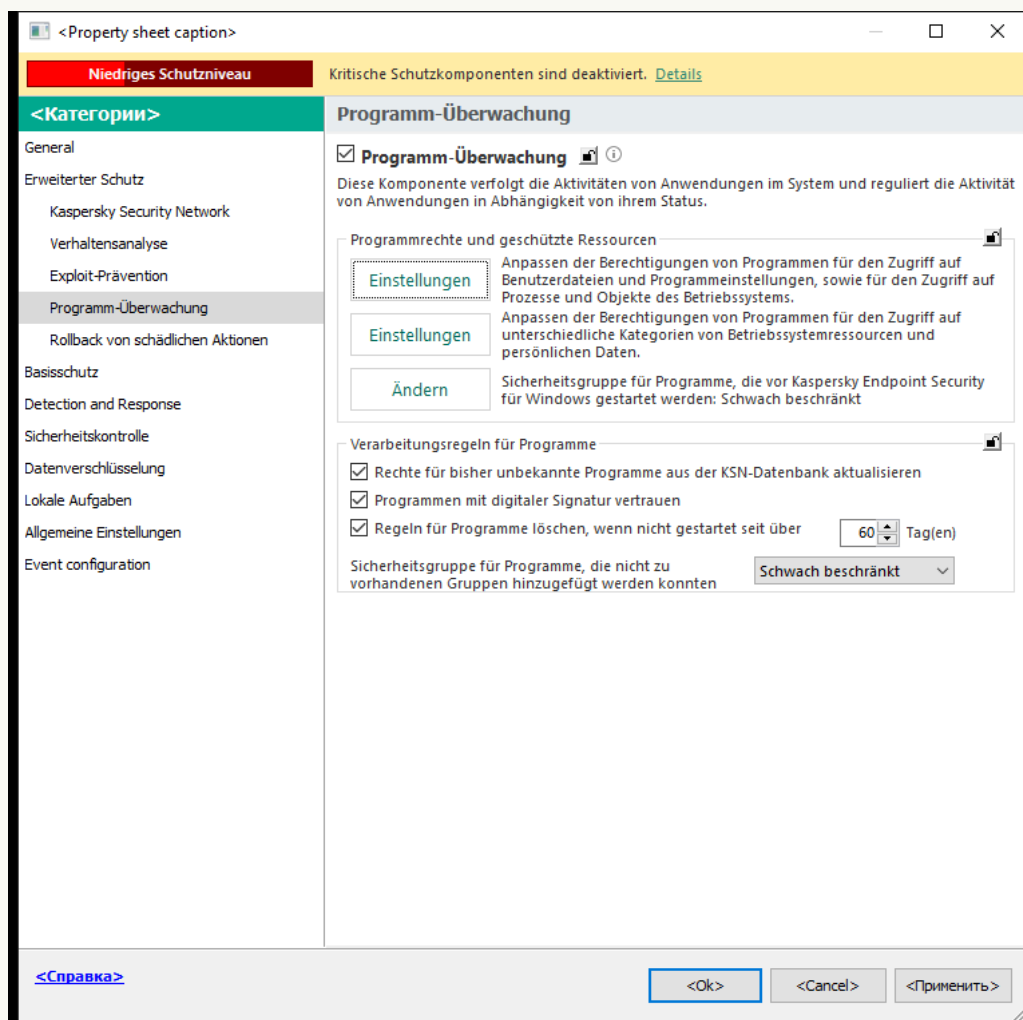 <Property sheet caption>
Niedriges Schutzniveau
Kritische Schutzkomponenten sind deaktiviert. Details
<Категории>
General
Erweiterter Schutz
Kaspersky Security Network
Verhaltensanalyse
Exploit-Prävention
Programm-Überwachung
Rollback von schädlichen Aktionen
Basisschutz
Detection and Response
Sicherheitskontrolle
Datenverschlüsselung
Lokale Aufgaben
Allgemeine Einstellungen
Event configuration
Programm-Überwachung
Programm-Überwachung
Diese Komponente verfolgt die Aktivitäten von Anwendungen im System und reguliert die Aktivität
von Anwendungen in Abhängigkeit von ihrem Status.
Programmrechte und geschützte Ressourcen
Einstellungen
Anpassen der Berechtigungen von Programmen für den Zugriff auf
Benutzerdateien und Programmeinstellungen, sowie für den Zugriff auf
Prozesse und Objekte des Betriebssystems.
Einstellungen
Anpassen der Berechtigungen von Programmen für den Zugriff auf
unterschiedliche Kategorien von Betriebssystemressourcen und
persönlichen Daten.
Ändern
Sicherheitsgruppe für Programme, die vor Kaspersky Endpoint Security
für Windows gestartet werden: Schwach beschränkt
Verarbeitungsregeln für Programme
Rechte für bisher unbekannte Programme aus der KSN-Datenbank aktualisieren
Programmen mit digitaler Signatur vertrauen
Regeln für Programme löschen, wenn nicht gestartet seit über 60 Tag(en)
Sicherheitsgruppe für Programme, die nicht zu
vorhandenen Gruppen hinzugefügt werden konnten
Schwach beschränkt
<Справка>
<Ok> <Cancel> <Применить>